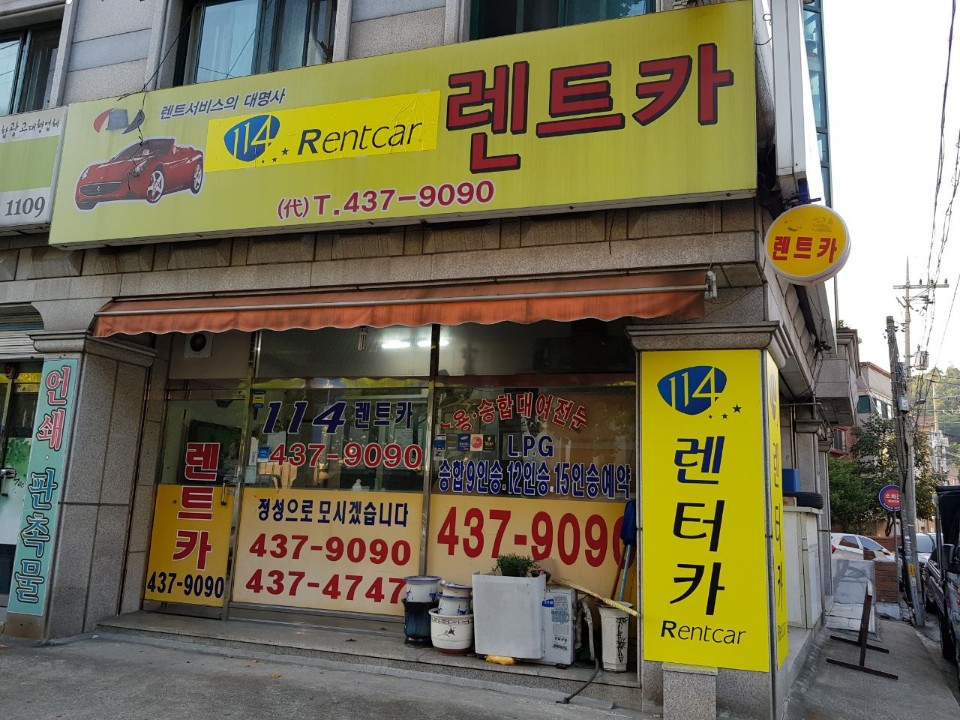 렌트서비스의 대명사
114 Rentcar
렌트카
(代)T.437-9090
1109
렌트카
인쇄·판촉물
렌트카
437-9090
114 렌트카
437-9090
정성으로 모시겠습니다
437-9090
437-4747
승합대여전문
LPG
승합9인승.12인승.15인승예약
437-909
114
렌터카
Rentcar